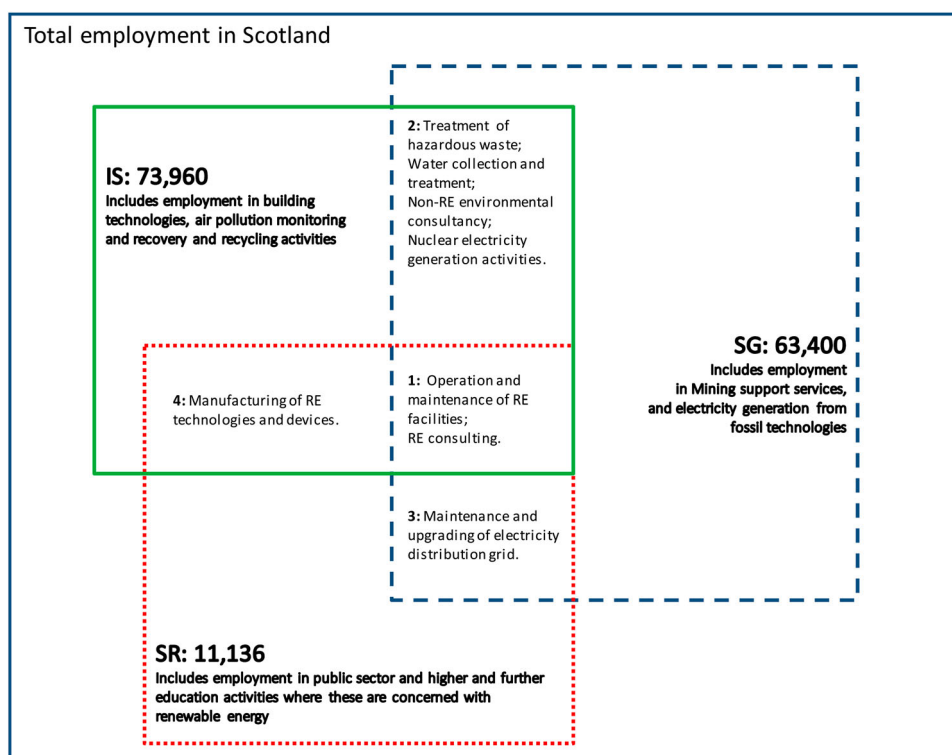 Total employment in Scotland
2: Treatment of
hazardous waste;
Water collection and
treatment;
Non-RE environmental
consultancy;
Nuclear electricity
generation activities.
IS: 73,960
Includes employment in building
technologies, air pollution monitoring
and recovery and recycling activities
SG: 63,400
Includes employment
in Mining support services,
and electricity generation from
fossil technologies
4: Manufacturing of RE
technologies and devices.
1: Operation and
maintenance of RE
facilities;
RE consulting.
3: Maintenance and
upgrading of electricity
distribution grid.
SR: 11,136
Includes employment in public sector and higher and further
education activities where these are concerned with
renewable energy